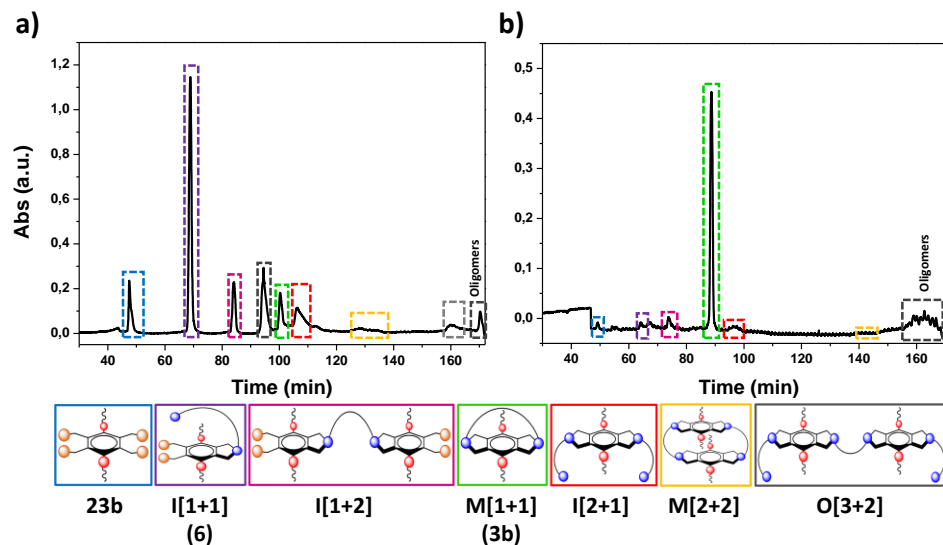 a)
b)
1,2
1,0
0,8
0,6
0,4
0,2
0,0
Abs (a.u.)
40 60 80 100 120 140 160
Time (min)
Oligomers
0,5
0,4
0,3
0,2
0,1
0,0
40 60 80 100 120 140 160
Time (min)
Oligomers
23b I[1+1] I[1+2] M[1+1] I[2+1] M[2+2] O[3+2]
(6) (3b)